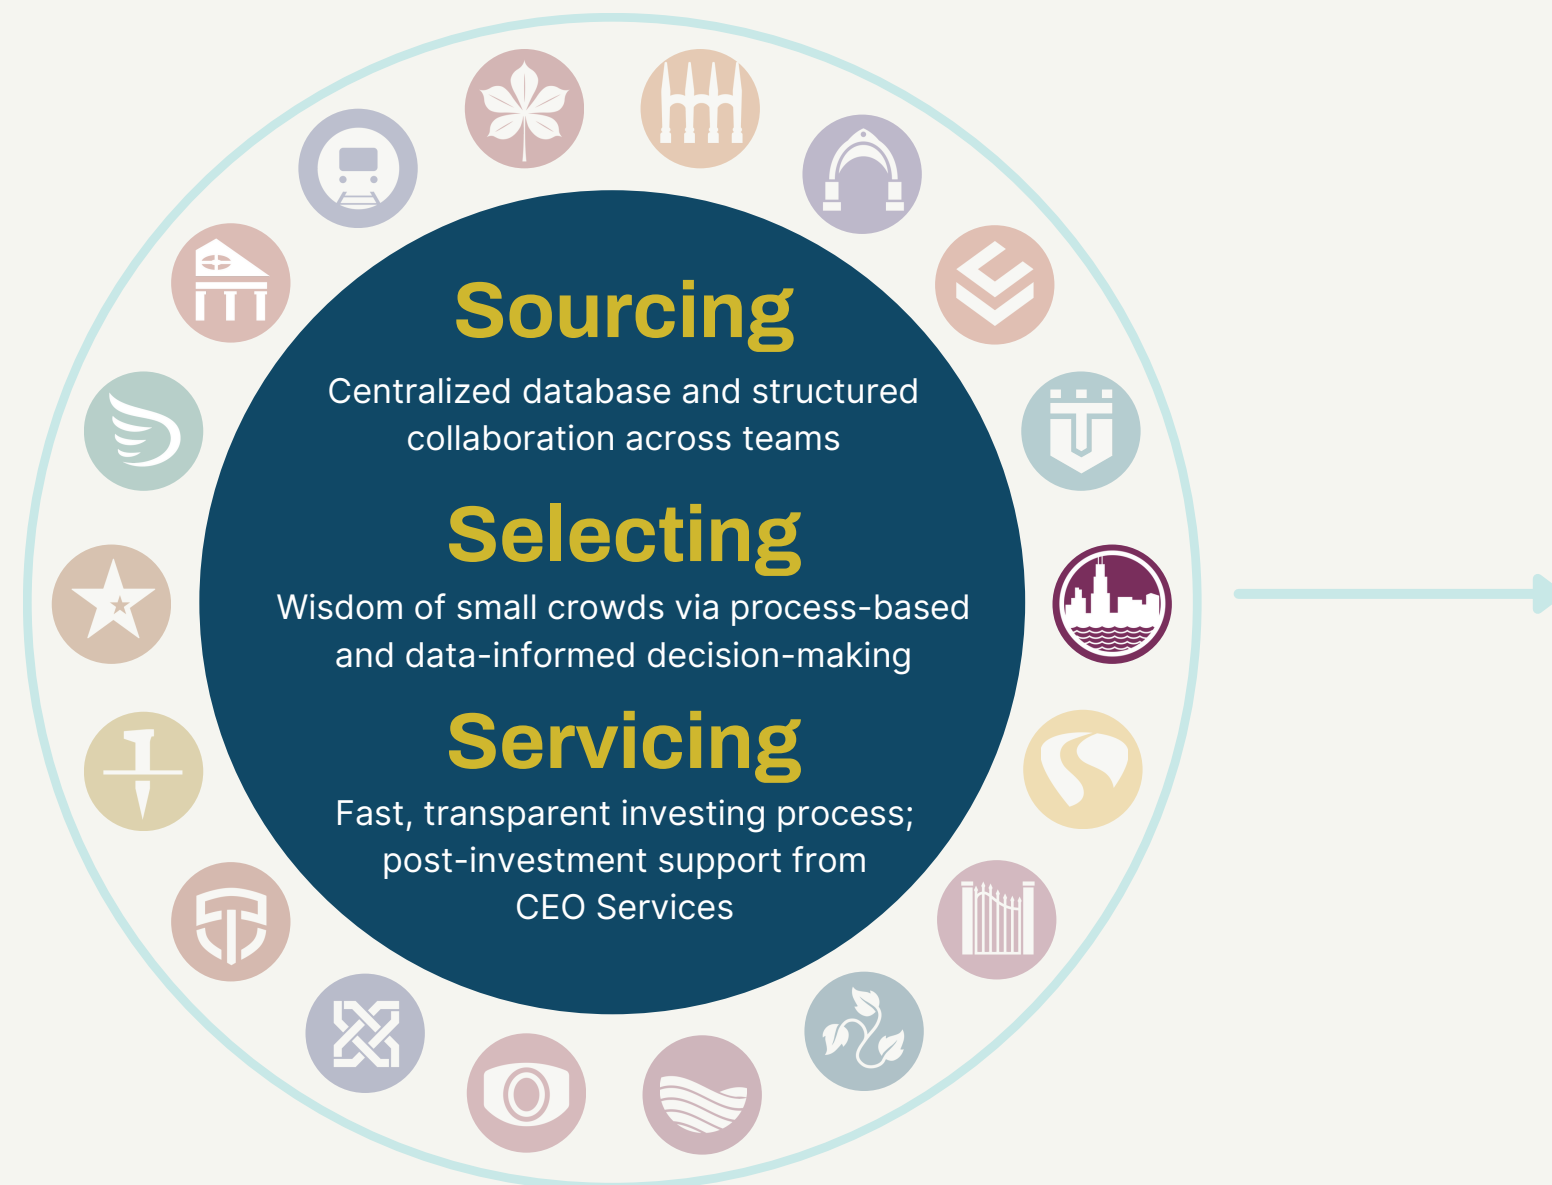 Sourcing
Centralized database and structured
collaboration across teams
Selecting
Wisdom of small crowds via process-based
and data-informed decision-making
Servicing
Fast, transparent investing process;
post-investment support from
CEO Services